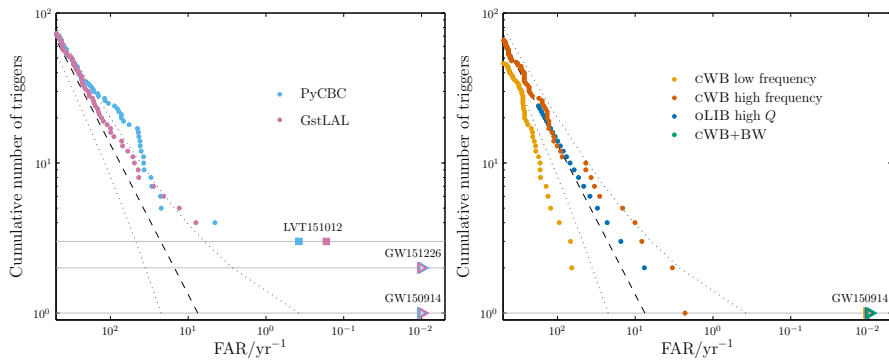 10²
10¹
10⁰
Cumulative number of triggers
PyCBC
GstLAL
LVT151012
GW151226
GW150914
10² 10¹ 10⁰ 10⁻¹ 10⁻²
FAR/yr⁻¹
10²
10¹
10⁰
Cumulative number of triggers
cWB low frequency
cWB high frequency
oLIB high Q
cWB+BW
GW150914
10² 10¹ 10⁰ 10⁻¹ 10⁻²
FAR/yr⁻¹